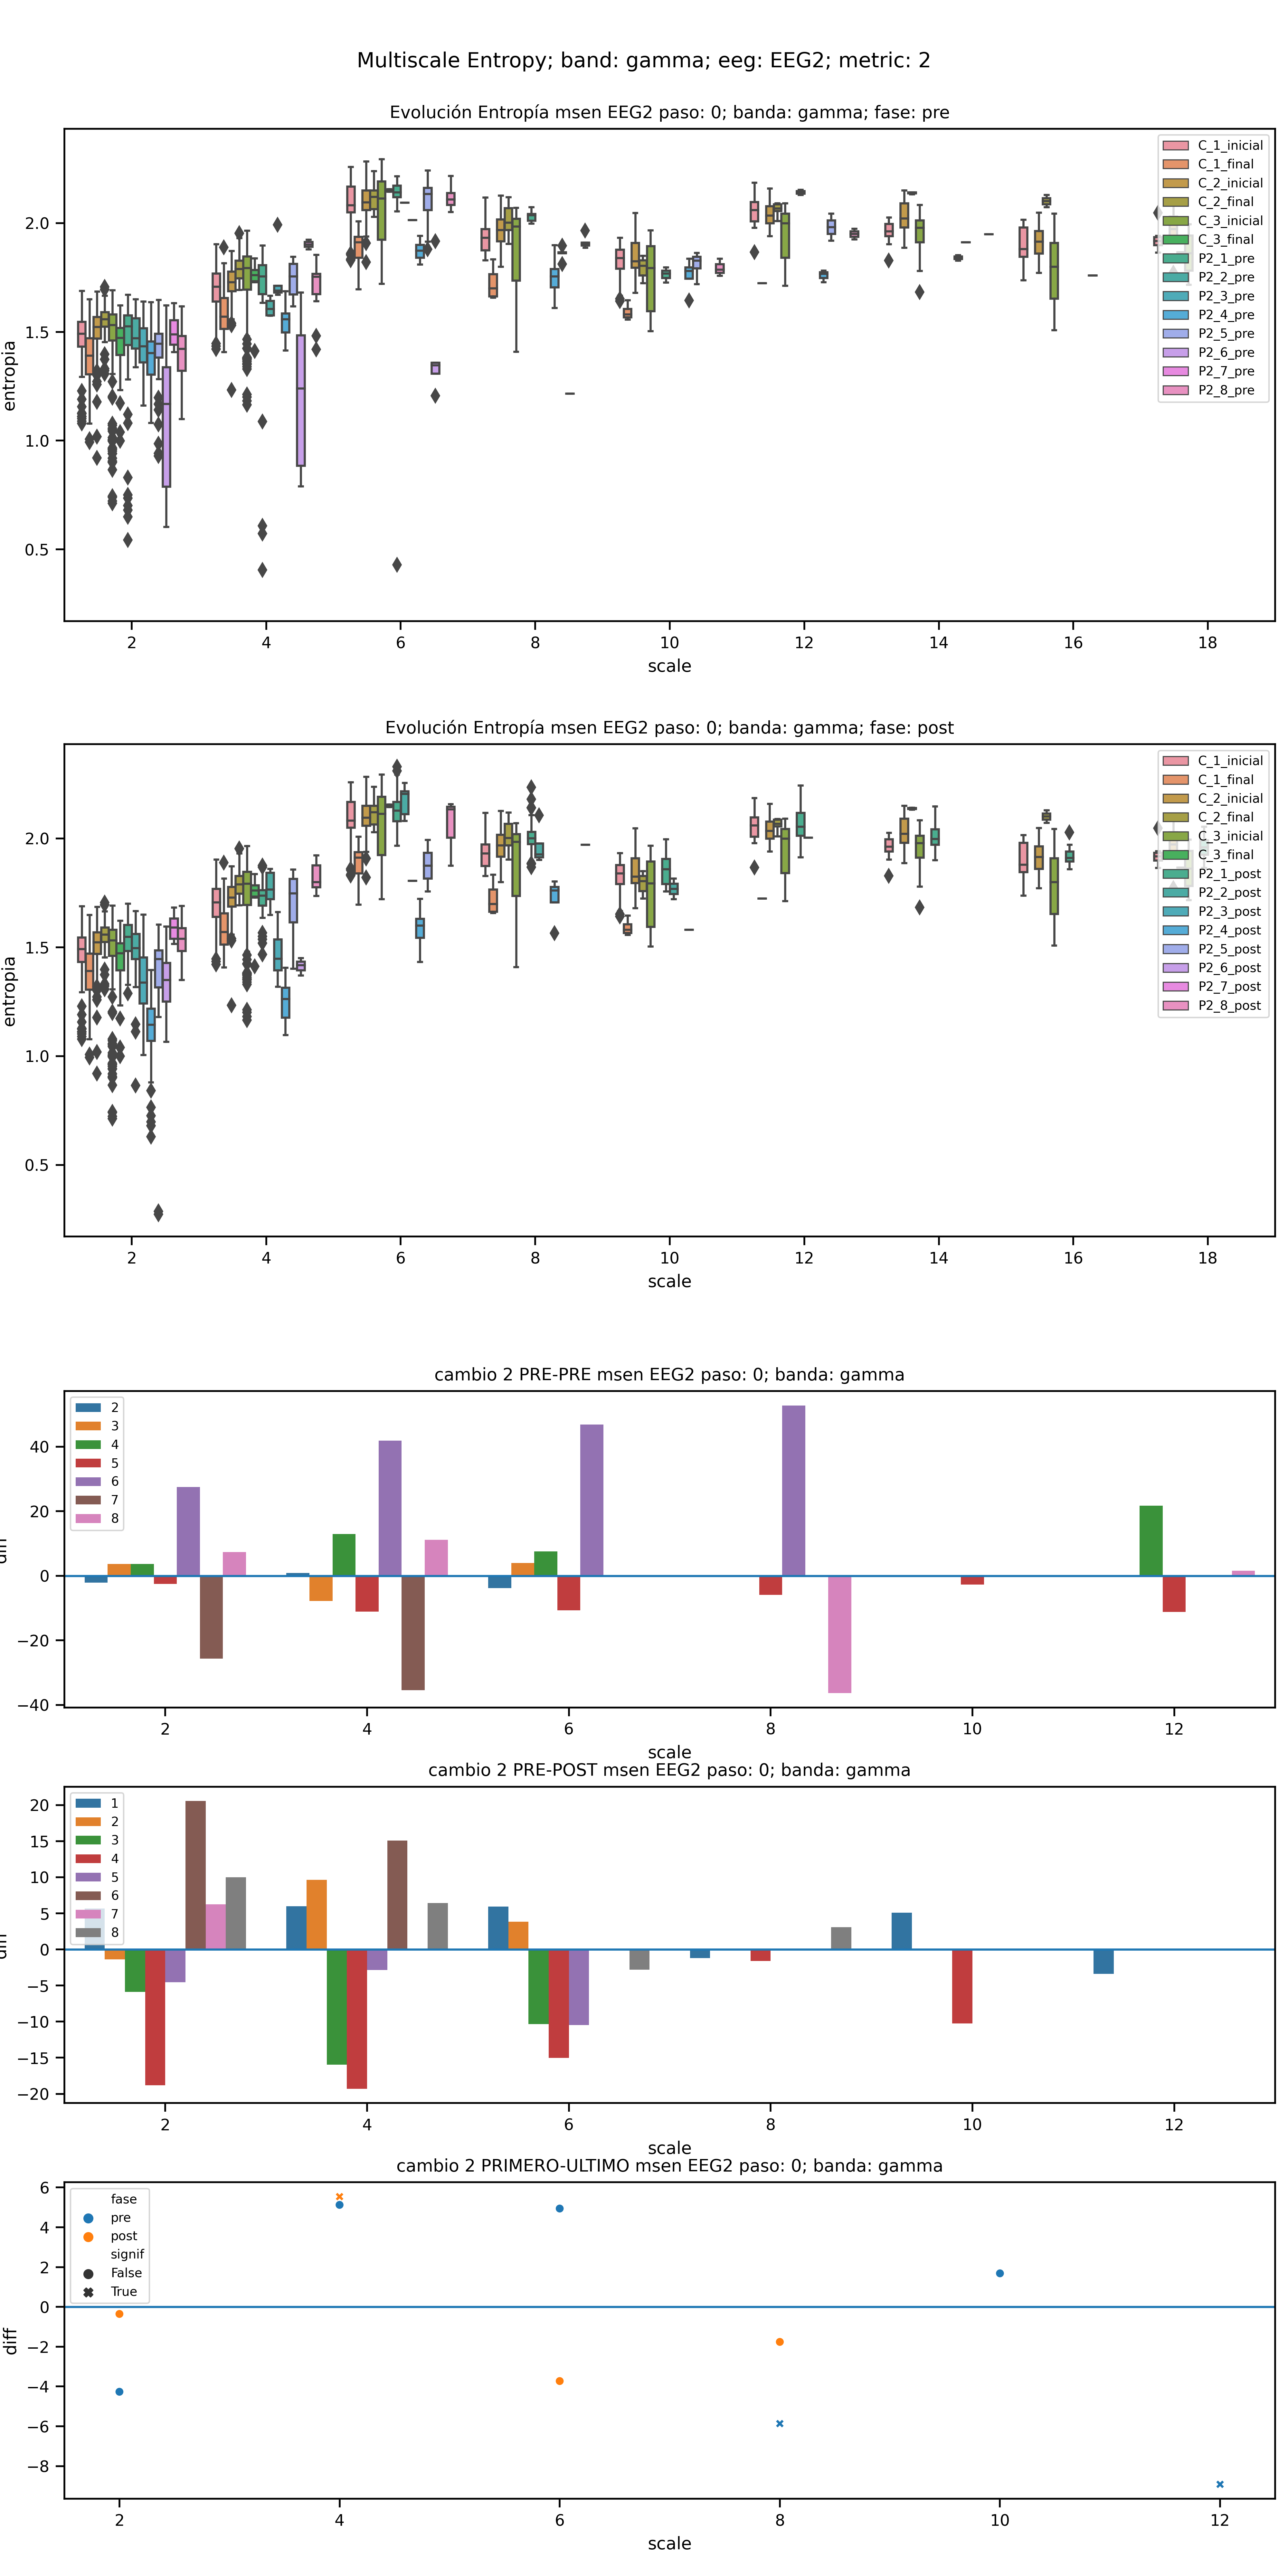 Multiscale Entropy; band: gamma; eeg: EEG2; metric: 2
Evolución Entropía msen EEG2 paso: 0; banda: gamma; fase: pre
C_1_inicial
C_1_final
C_2_inicial
C_2_final
C_3_inicial
C_3_final
P2_1_pre
P2_2_pre
P2_3_pre
P2_4_pre
P2_5_pre
P2_6_pre
P2_7_pre
P2_8_pre
entropia
2.0
1.5
1.0
0.5
2 4 6 8 10 12 14 16 18
scale
Evolución Entropía msen EEG2 paso: 0; banda: gamma; fase: post
C_1_inicial
C_1_final
C_2_inicial
C_2_final
C_3_inicial
C_3_final
P2_1_post
P2_2_post
P2_3_post
P2_4_post
P2_5_post
P2_6_post
P2_7_post
P2_8_post
entropia
2.0
1.5
1.0
0.5
2 4 6 8 10 12 14 16 18
scale
cambio 2 PRE-PRE msen EEG2 paso: 0; banda: gamma
2
3
4
5
6
7
8
40
20
0
−20
−40
2 4 6 8 10 12
scale
cambio 2 PRE-POST msen EEG2 paso: 0; banda: gamma
1
2
3
4
5
6
7
8
20
15
10
5
0
−5
−10
−15
−20
2 4 6 8 10 12
scale
cambio 2 PRIMERO-ULTIMO msen EEG2 paso: 0; banda: gamma
fase
pre
post
signif
False
True
diff
6
4
2
0
−2
−4
−6
−8
2 4 6 8 10 12
scale